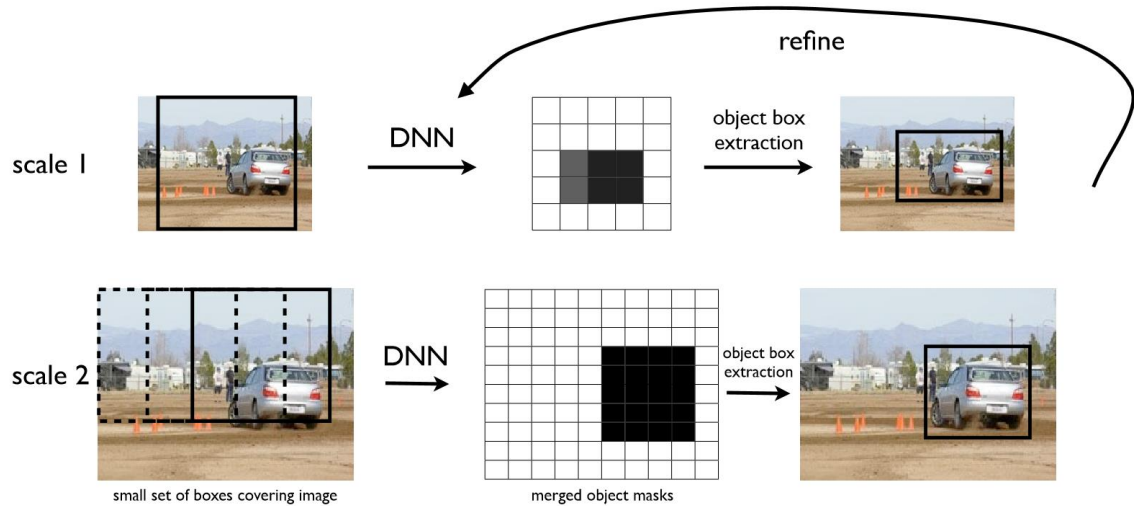 refine
scale 1
DNN
object box
extraction
scale 2
DNN
object box
extraction
small set of boxes covering image
merged object masks